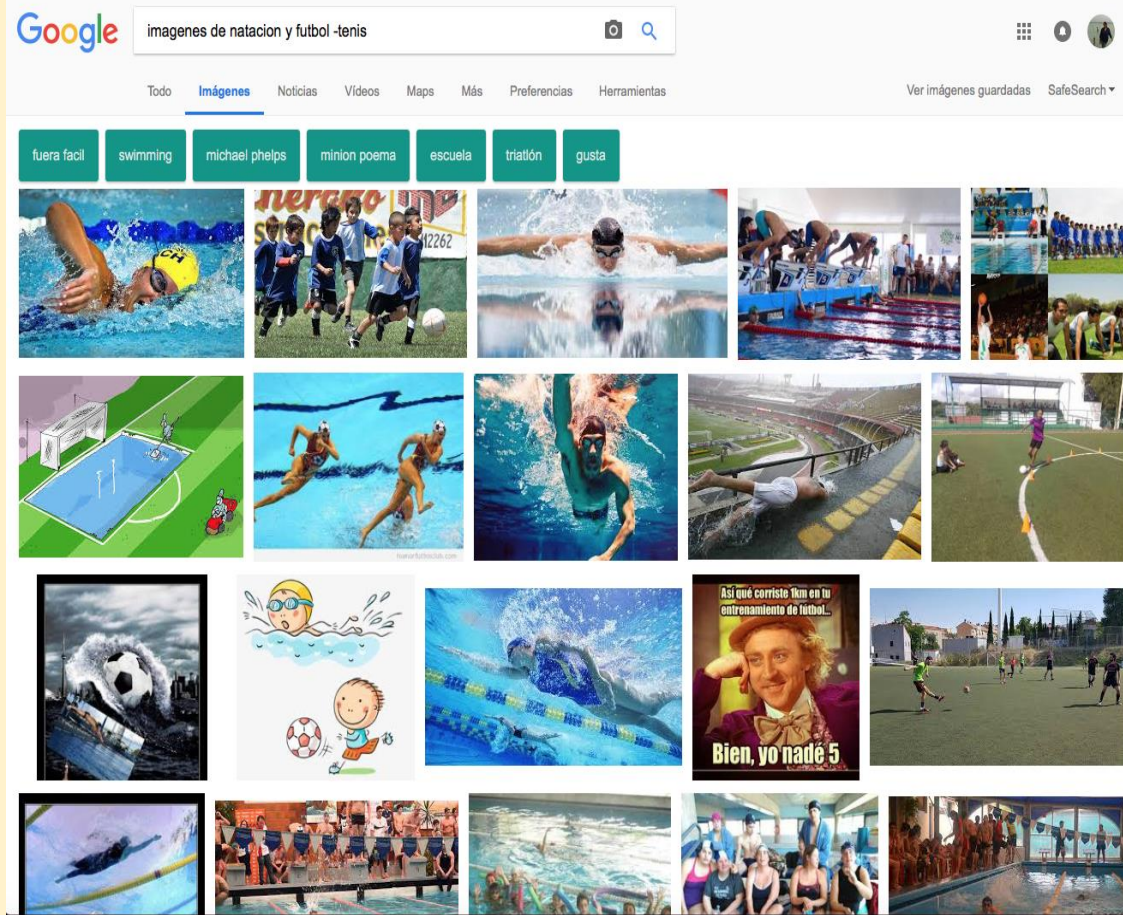 Google
imagenes de natacion y futbol -tenis
Todo Imágenes Noticias Vídeos Maps Más Preferencias Herramientas
Ver imágenes guardadas SafeSearch
fuera facil swimming michael phelps minion poema escuela triatlón gusta
CH
12262
Así qué corriste 1km en tu
entrenamiento de fútbol...
Bien, yo nadé 5